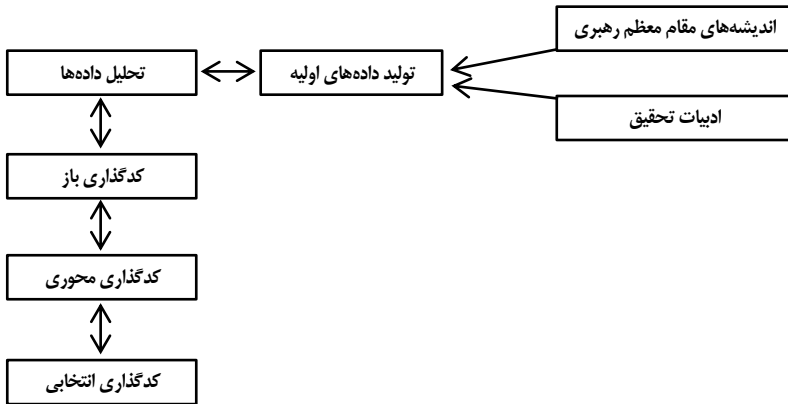 اندیشه‌های مقام معظم رهبری
ادبیات تحقیق
تولید داده‌های اولیه
تحلیل داده‌ها
کدگذاری باز
کدگذاری محوری
کدگذاری انتخابی